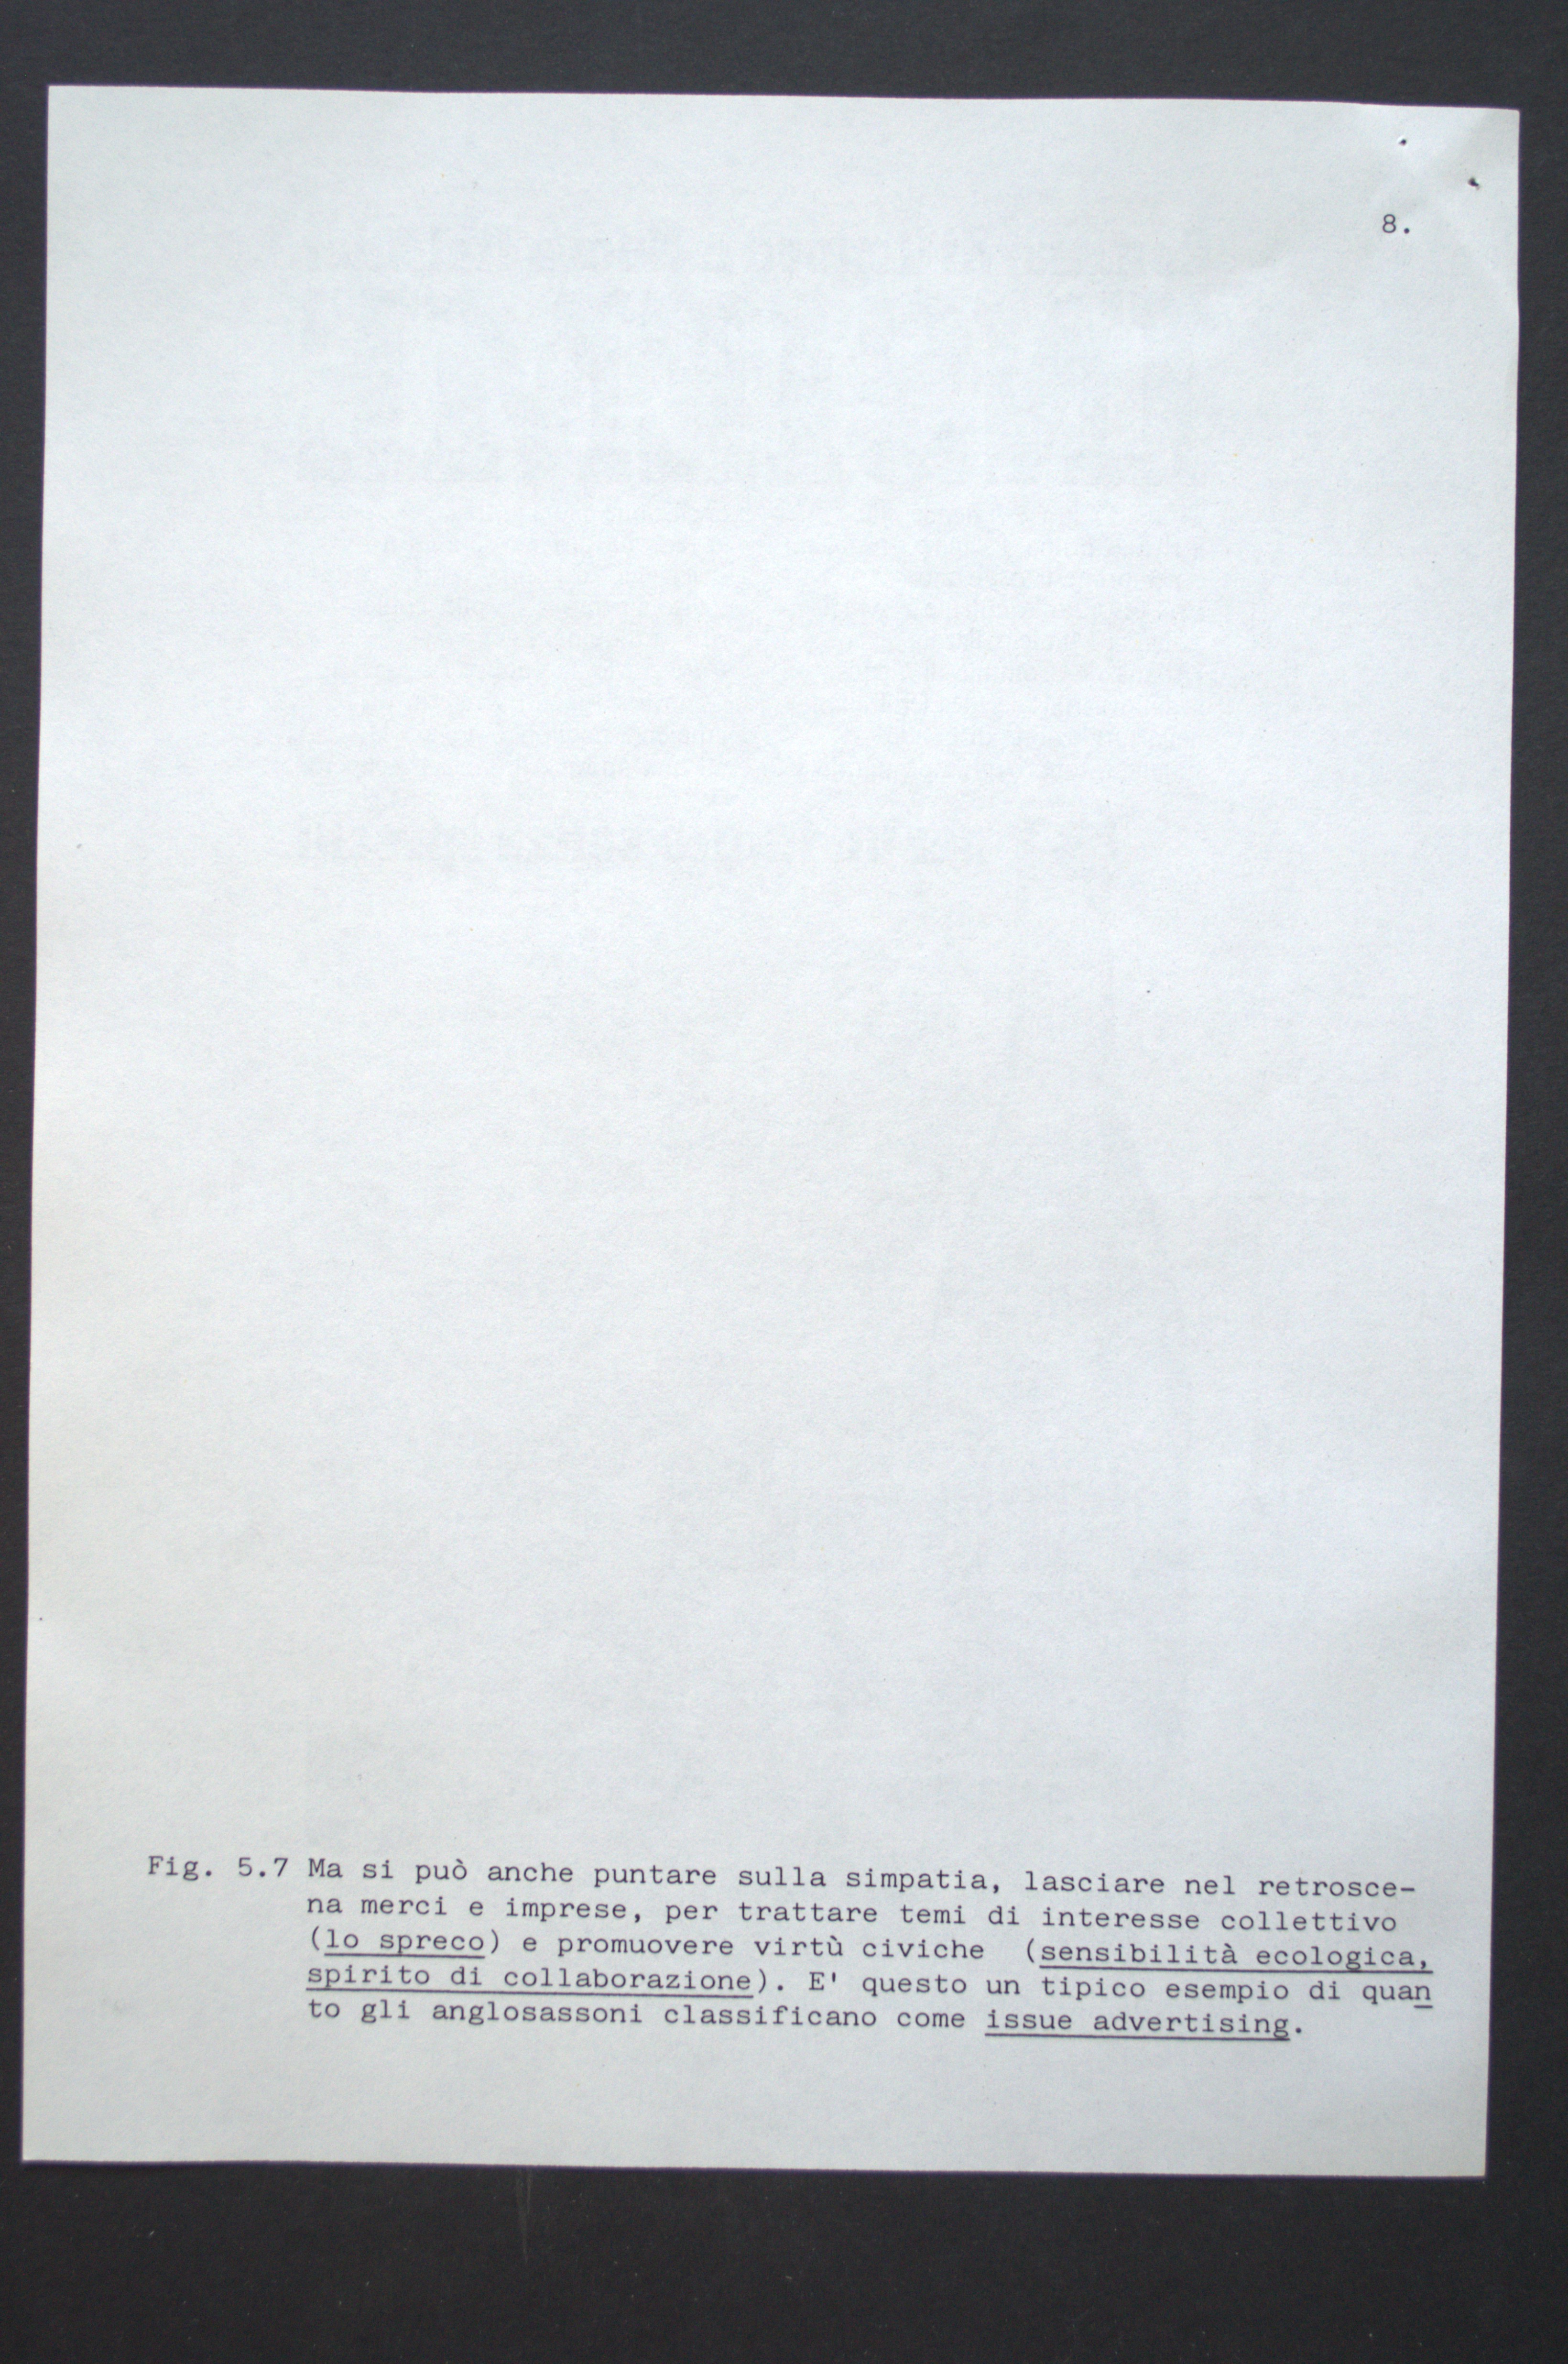 8.
Fig. 5.7 Ma si può anche puntare sulla simpatia, lasciare nel retrosce-
na merci e imprese, per trattare temi di interesse collettivo
(lo spreco) e promuovere virtù civiche (sensibilità ecologica,
spirito di collaborazione). E' questo un tipico esempio di quan
to gli anglosassoni classificano come issue advertising.